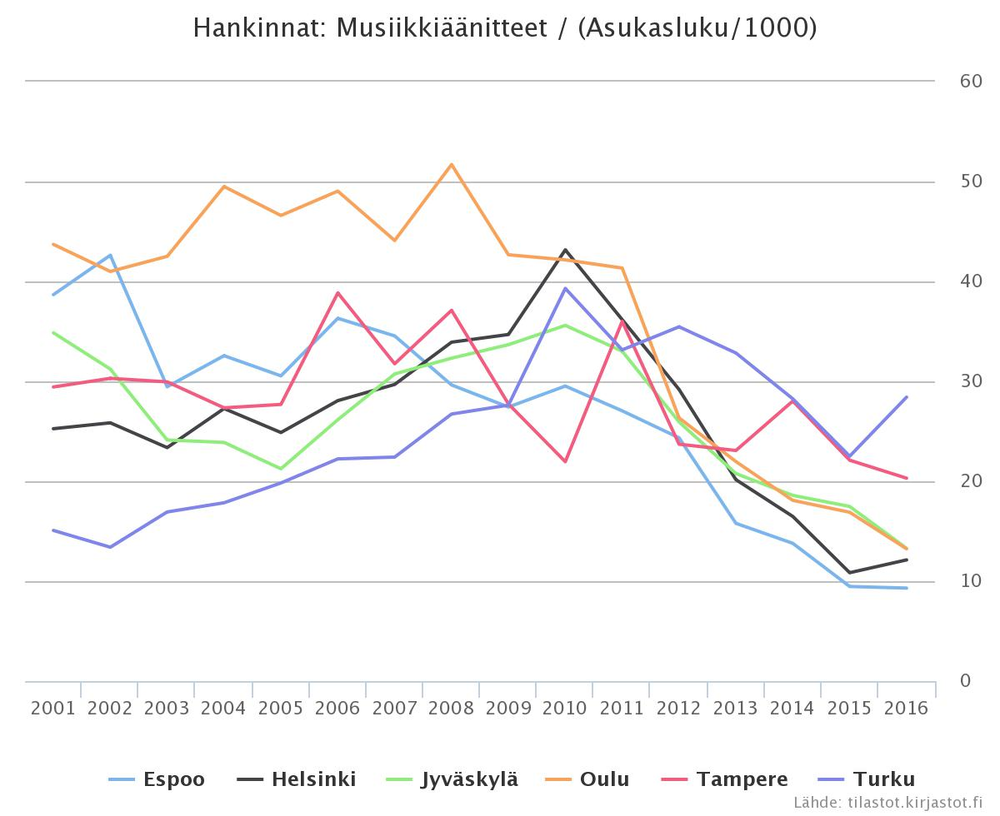 Hankinnat: Musiikkiäänitteet / (Asukasluku/1000)
60
50
40
30
20
10
0
2001 2002 2003 2004 2005 2006 2007 2008 2009 2010 2011 2012 2013 2014 2015 2016
Espoo Helsinki Jyväskylä Oulu Tampere Turku
Lähde: tilastot.kirjastot.fi